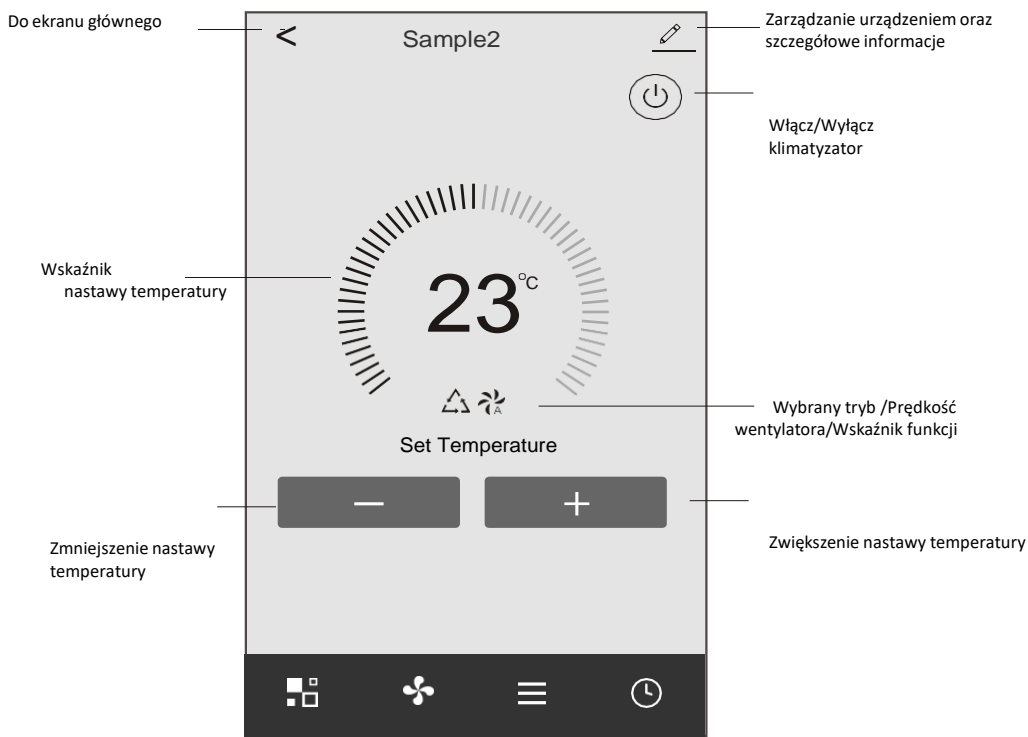 Do ekranu głównego
<
Sample2
Zarządzanie urządzeniem oraz
szczegółowe informacje
Włącz/Wyłącz
klimatyzator
Wskaźnik
nastawy temperatury
23°C
A
Wybrany tryb /Prędkość
wentylatora/Wskaźnik funkcji
Set Temperature
Zmniejszenie nastawy
temperatury
Zwiększenie nastawy temperatury